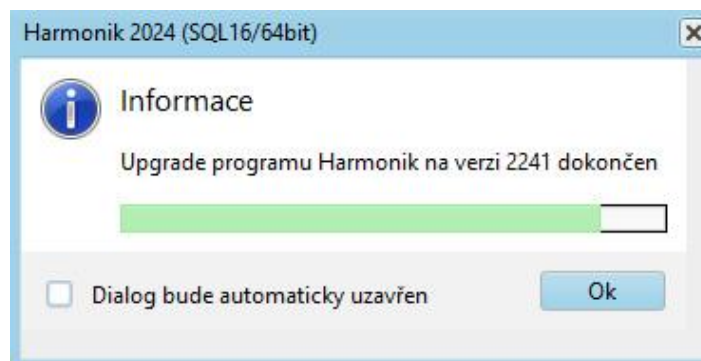 Harmonik 2024 (SQL16/64bit)
Informace
Upgrade programu Harmonik na verzi 2241 dokončen
Dialog bude automaticky uzavřen
Ok